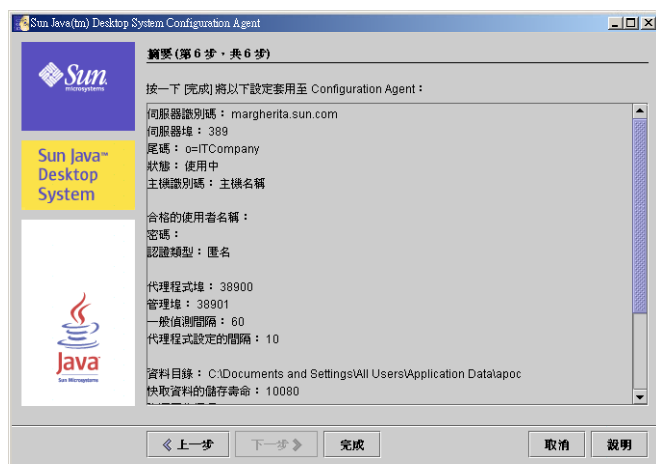 Sun Java(tm) Desktop System Configuration Agent
Sun
microsystems
Sun Java™
Desktop
System
Java
Sun Microsystems
摘要 (第 6 步，共 6 步)
按一下 [完成] 將以下設定套用至 Configuration Agent：
伺服器識別碼： margherita.sun.com
伺服器埠： 389
尾碼： o=ITCompany
狀態： 使用中
主機識別碼： 主機名稱
合格的使用者名稱：
密碼：
認證類型： 匿名
代理程式埠： 38900
管理埠： 38901
一般偵測間隔： 60
代理程式設定的間隔： 10
資料目錄： C:\Documents and Settings\All Users\Application Data\apoc
快取資料的儲存壽命： 10080
上一步
下一步
完成
取消
說明